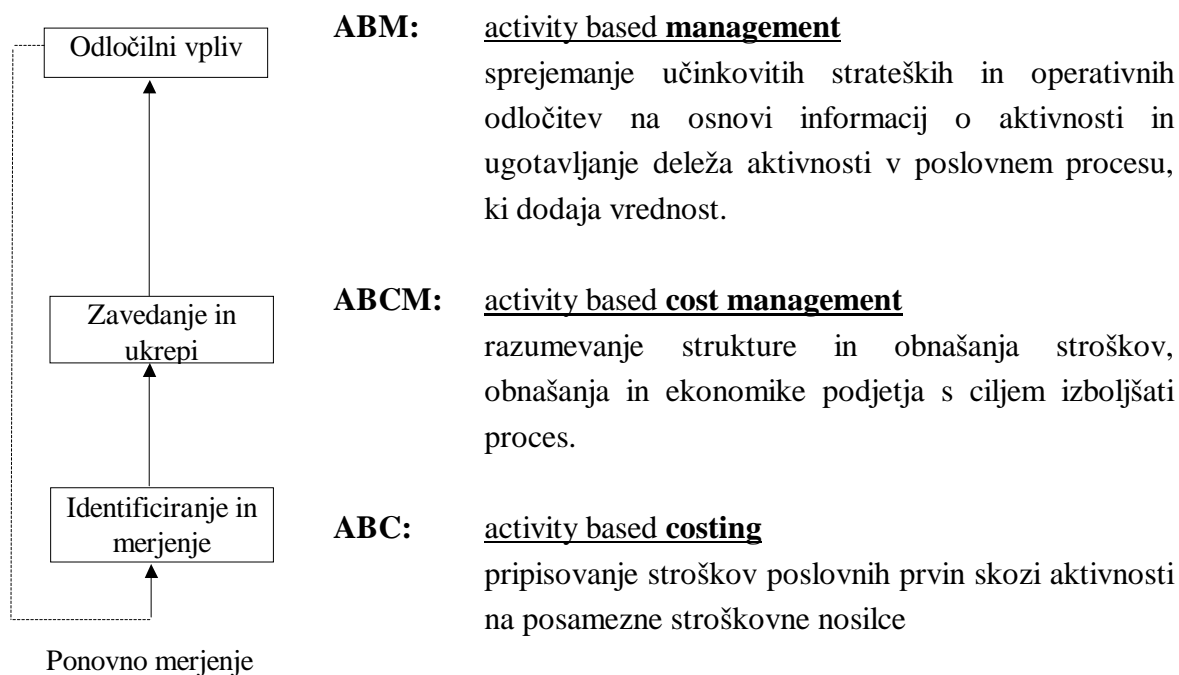 Odločilni vpliv
ABM: activity based management
sprejemanje učinkovitih strateških in operativnih
odločitev na osnovi informacij o aktivnosti in
ugotavljanje deleža aktivnosti v poslovnem procesu,
ki dodaja vrednost.
Zavedanje in
ukrepi
ABCM: activity based cost management
razumevanje strukture in obnašanja stroškov,
obnašanja in ekonomike podjetja s ciljem izboljšati
proces.
Identificiranje in
merjenje
ABC: activity based costing
pripisovanje stroškov poslovnih prvin skozi aktivnosti
na posamezne stroškovne nosilce
Ponovno merjenje